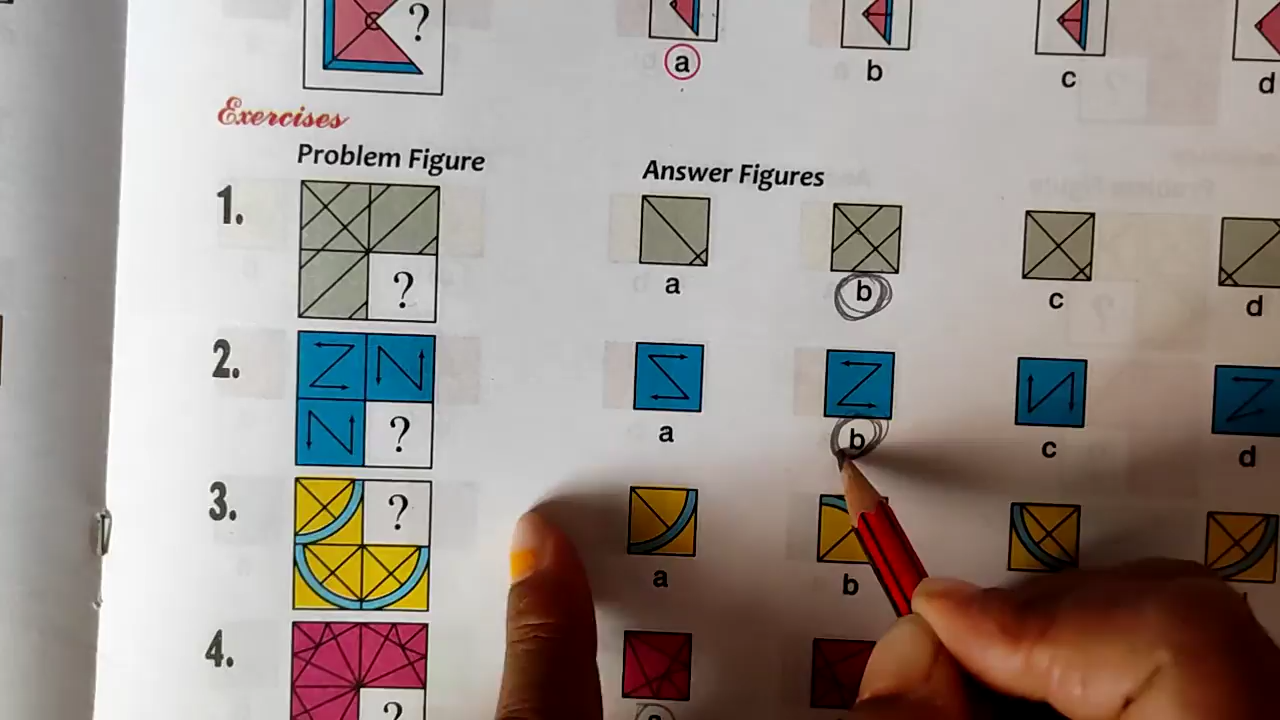 ?
a b c d
Exercises
Problem Figure Answer Figures
1.
?
a b c d
2.
Z N
N ?
a b c d
Z
3.
?
a b
4.
?